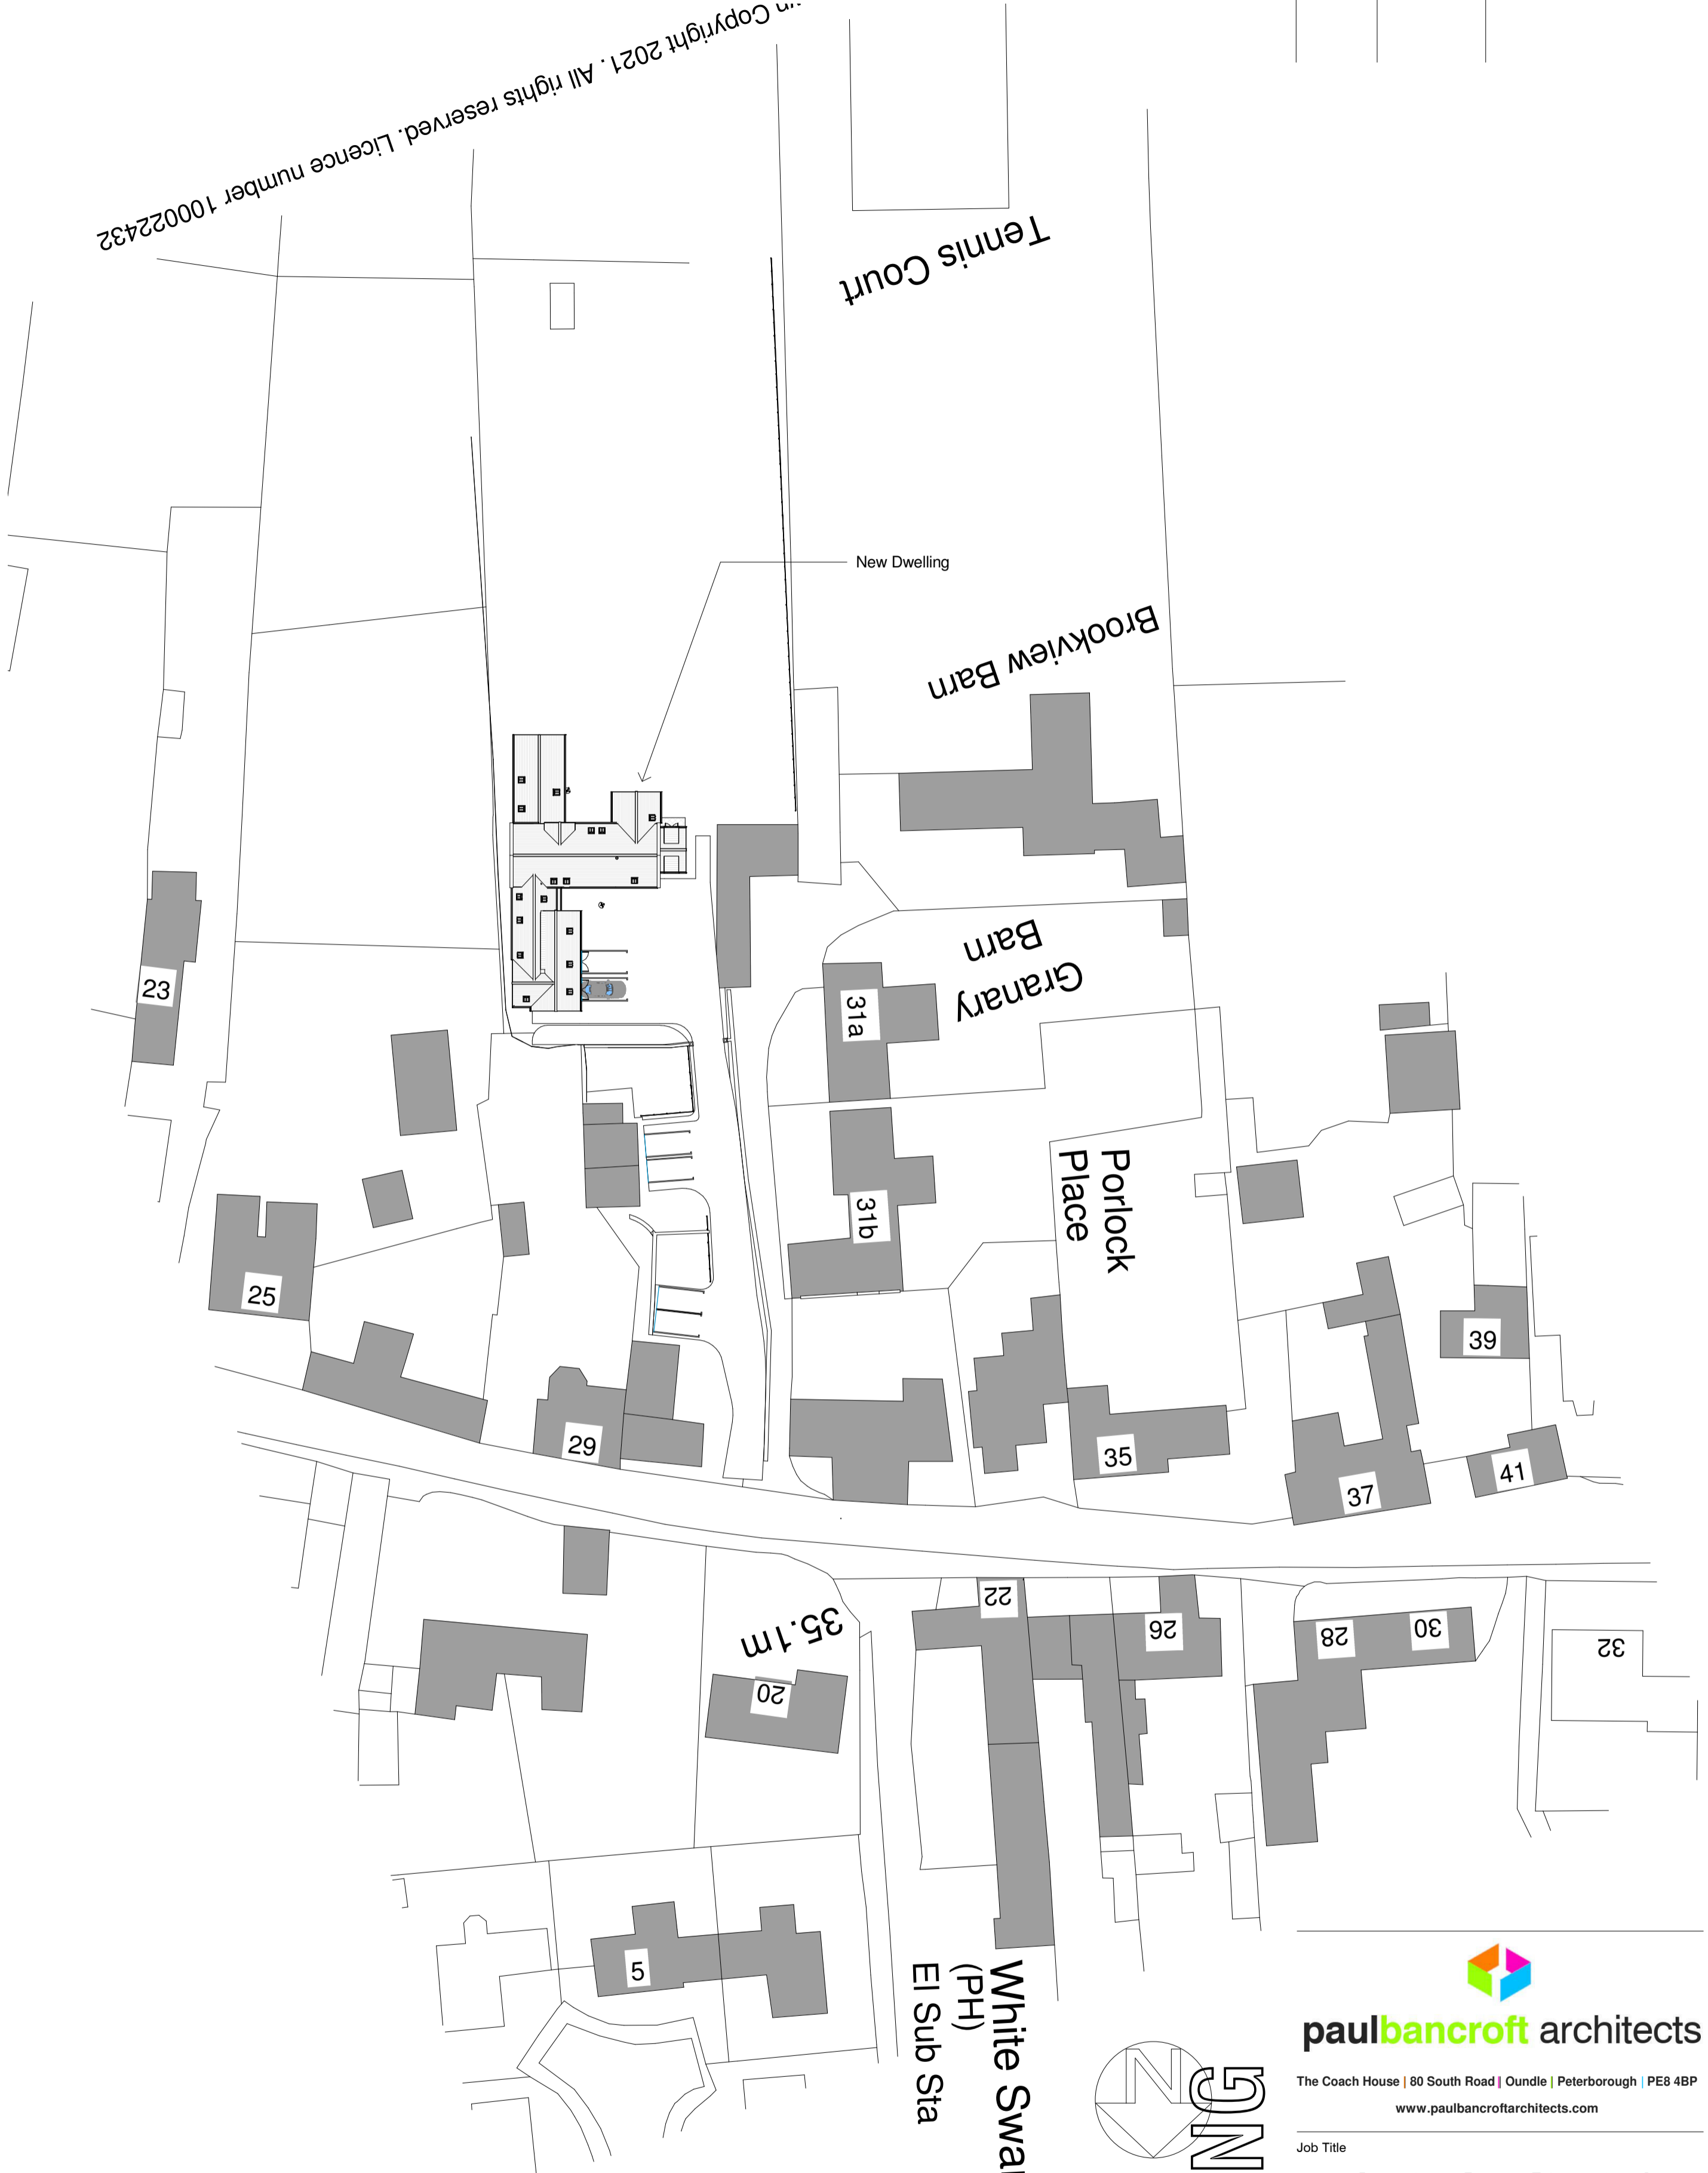 Copyright 2021. All rights reserved. Licence number 100022432
Tennis Court
New Dwelling
Brookview Barn
Granary
Barn
23
31a
31b
Porlock
Place
25
29
35
37
39
41
22
26
28
30
32
35.1m
20
5
White Swa
(PH)
El Sub Sta
N
NG
paulbancroft architects
The Coach House | 80 South Road | Oundle | Peterborough | PE8 4BP
www.paulbancroftarchitects.com
Job Title